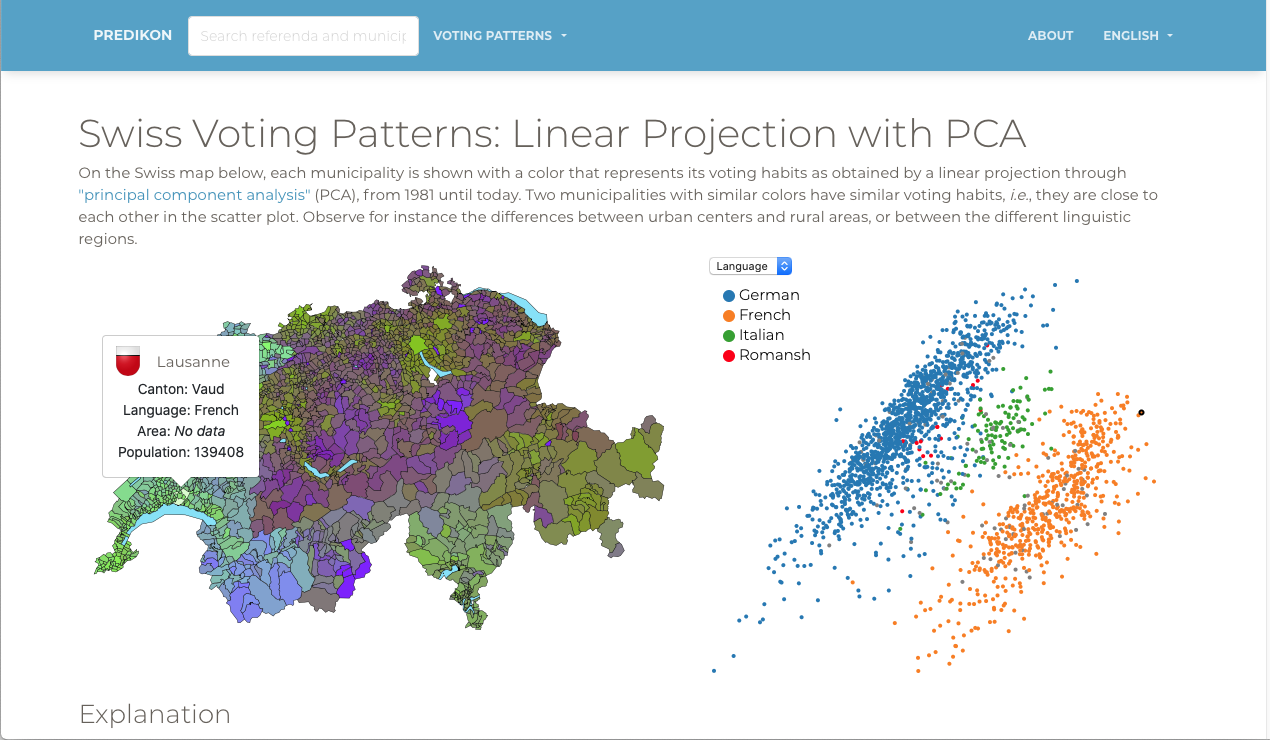 PREDIKON
Search referenda and municip
VOTING PATTERNS
ABOUT
ENGLISH
Swiss Voting Patterns: Linear Projection with PCA
On the Swiss map below, each municipality is shown with a color that represents its voting habits as obtained by a linear projection through
"principal component analysis" (PCA), from 1981 until today. Two municipalities with similar colors have similar voting habits, i.e., they are close to
each other in the scatter plot. Observe for instance the differences between urban centers and rural areas, or between the different linguistic
regions.
Lausanne
Canton: Vaud
Language: French
Area: No data
Population: 139408
Language
German
French
Italian
Romansh
Explanation